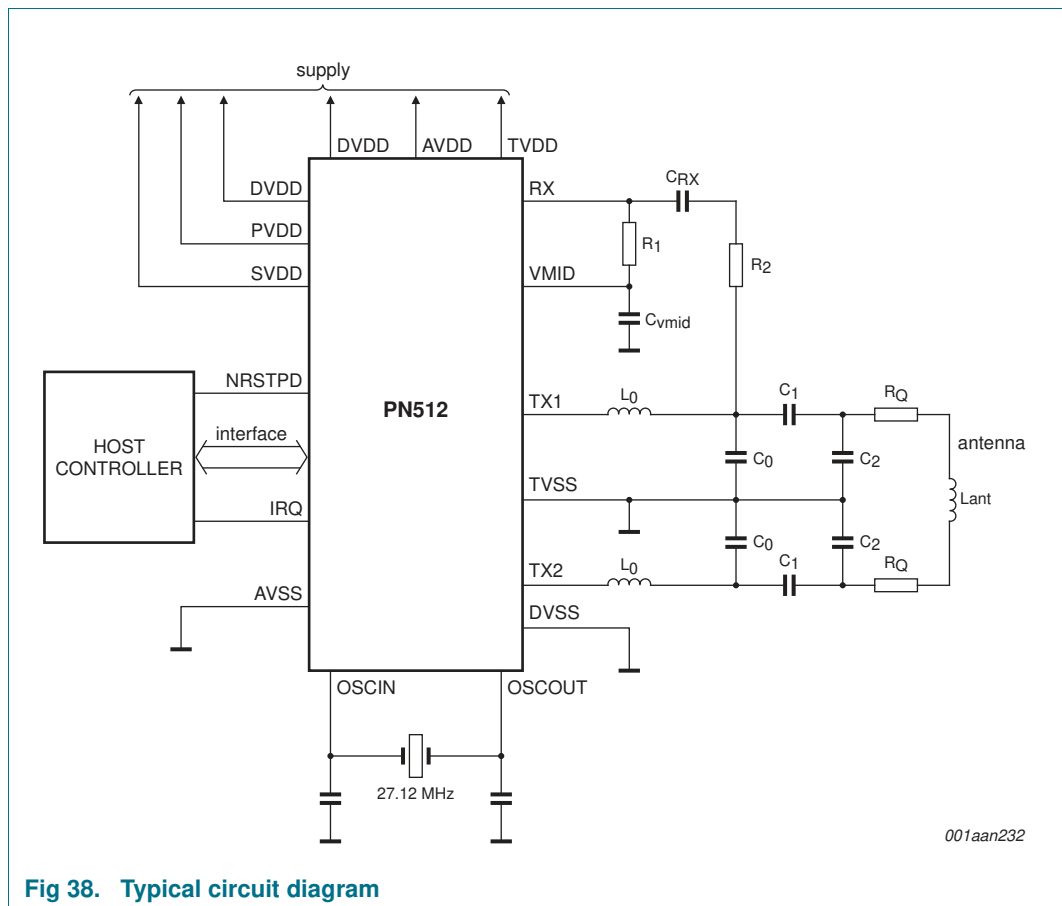 supply
DVDD AVDD TVDD
DVDD
PVDD
SVDD
RX
CRX
R1
R2
VMID
Cvmid
NRSTPD
PN512
TX1
L0
C1
RQ
HOST
CONTROLLER
interface
antenna
C0
C2
TVSS
Lant
IRQ
C0
C2
C1
RQ
TX2
L0
AVSS
DVSS
OSCIN
OSCOUT
27.12 MHz
001aan232
Fig 38. Typical circuit diagram